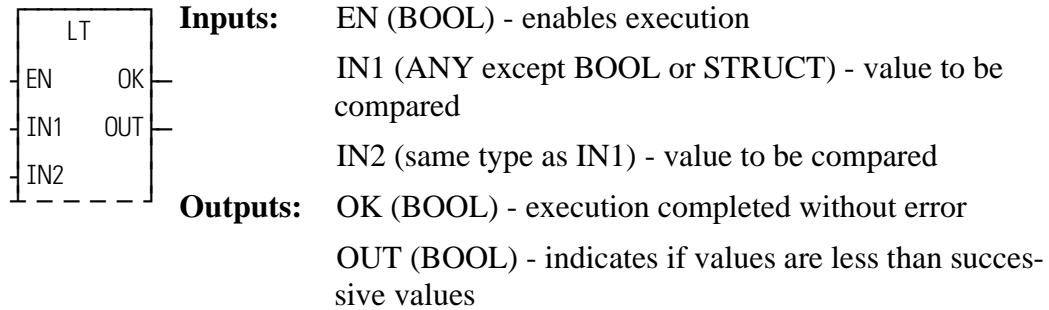 LT
EN OK
IN1 OUT
IN2
Inputs: EN (BOOL) - enables execution
IN1 (ANY except BOOL or STRUCT) - value to be
compared
IN2 (same type as IN1) - value to be compared
Outputs: OK (BOOL) - execution completed without error
OUT (BOOL) - indicates if values are less than succes-
sive values